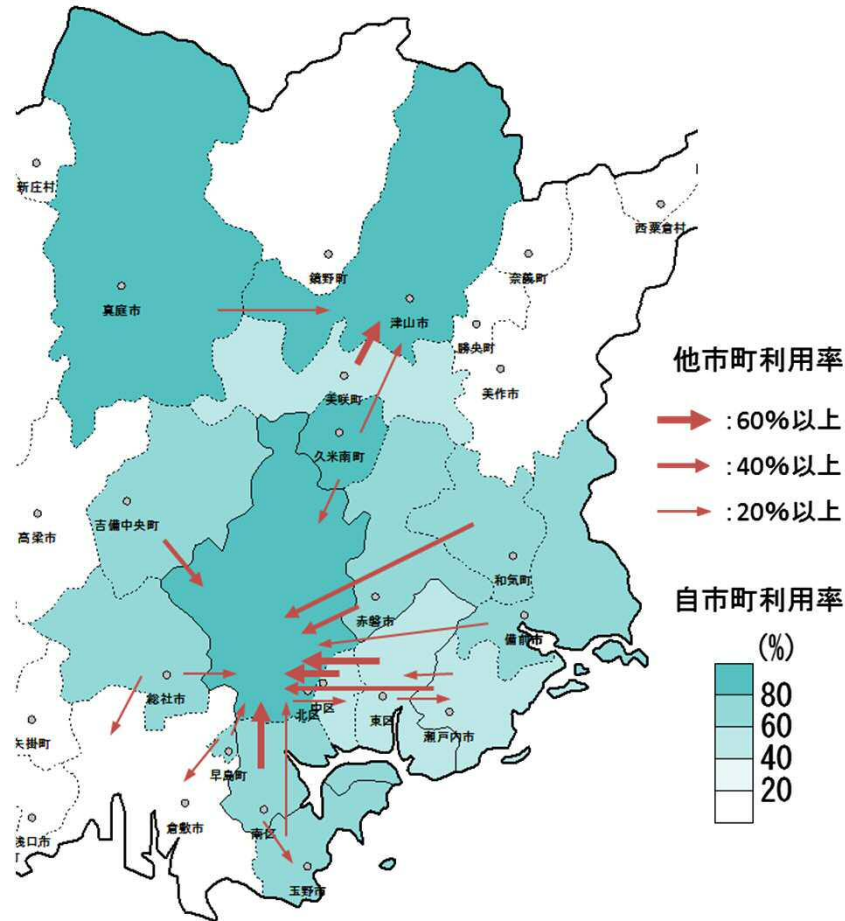 新庄村
西粟倉村
鏡野町
奈義町
真庭市
津山市
勝央町
美作市
美咲町
久米南町
吉備中央町
高梁市
和気町
赤磐市
備前市
総社市
北区
中区
東区
瀬戸内市
矢掛町
早島町
倉敷市
南区
浅口市
玉野市
他市町利用率
:60%以上
:40%以上
:20%以上
自市町利用率
(%)
80
60
40
20